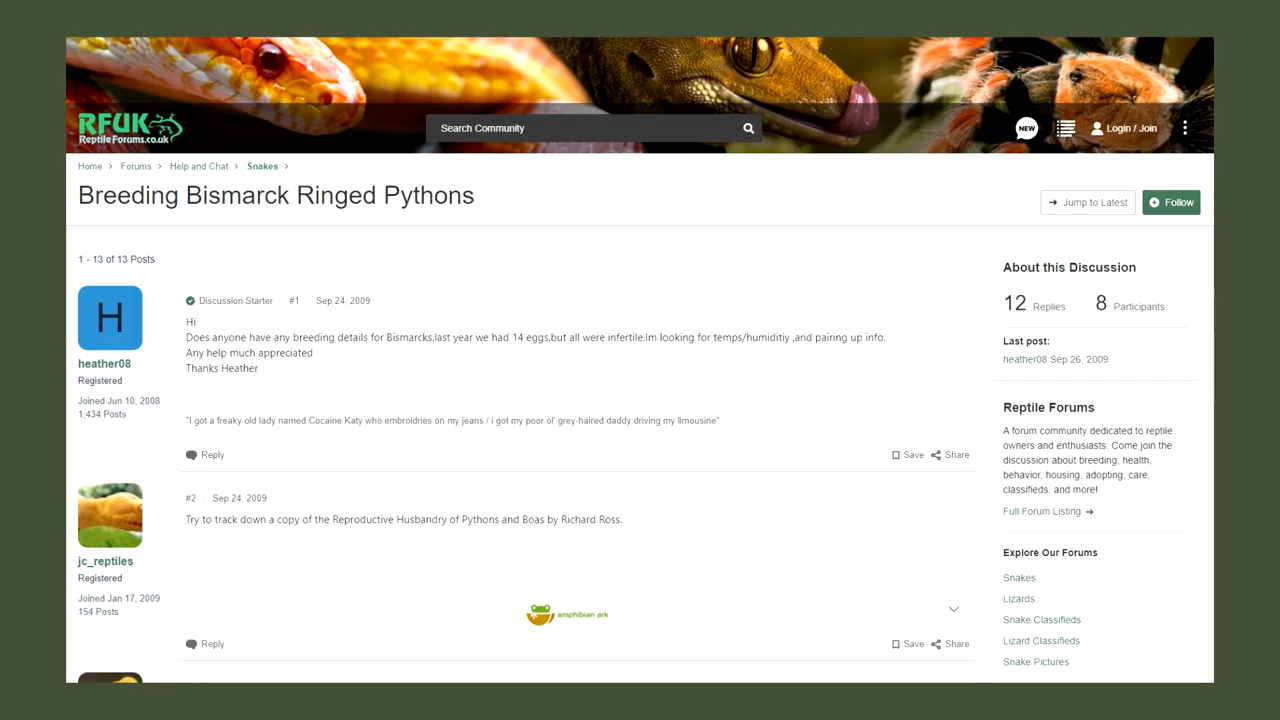 RFUK
ReptileForums.co.uk
Search Community
NEW
Login / Join
Home > Forums > Help and Chat > Snakes >
Breeding Bismarck Ringed Pythons
Jump to Latest
Follow
1 - 13 of 13 Posts
H
heather08
Registered
Joined Jun 10, 2008
1,434 Posts
Discussion Starter #1 Sep 24, 2009
Hi
Does anyone have any breeding details for Bismarcks,last year we had 14 eggs,but all were infertile.Im looking for temps/humiditiy ,and pairing up info.
Any help much appreciated
Thanks Heather
"I got a freaky old lady named Cocaine Katy who embroidries on my jeans / i got my poor ol' grey-haired daddy driving my limousine"
Reply
Save
Share
jc_reptiles
Registered
Joined Jan 17, 2009
154 Posts
#2 · Sep 24, 2009
Try to track down a copy of the Reproductive Husbandry of Pythons and Boas by Richard Ross.
amphibian ark
Reply
Save
Share
About this Discussion
12 Replies
8 Participants
Last post:
heather08 Sep 26, 2009
Reptile Forums
A forum community dedicated to reptile
owners and enthusiasts. Come join the
discussion about breeding, health,
behavior, housing, adopting, care,
classifieds, and more!
Full Forum Listing
Explore Our Forums
Snakes
Lizards
Snake Classifieds
Lizard Classifieds
Snake Pictures